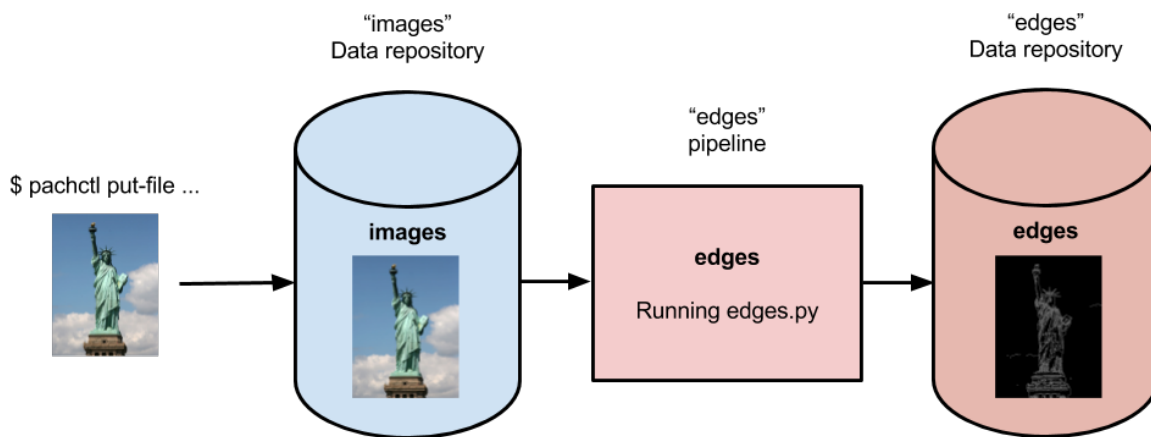 $ pachctl put-file ...
“images”
Data repository
images
“edges”
pipeline
edges
Running edges.py
“edges”
Data repository
edges